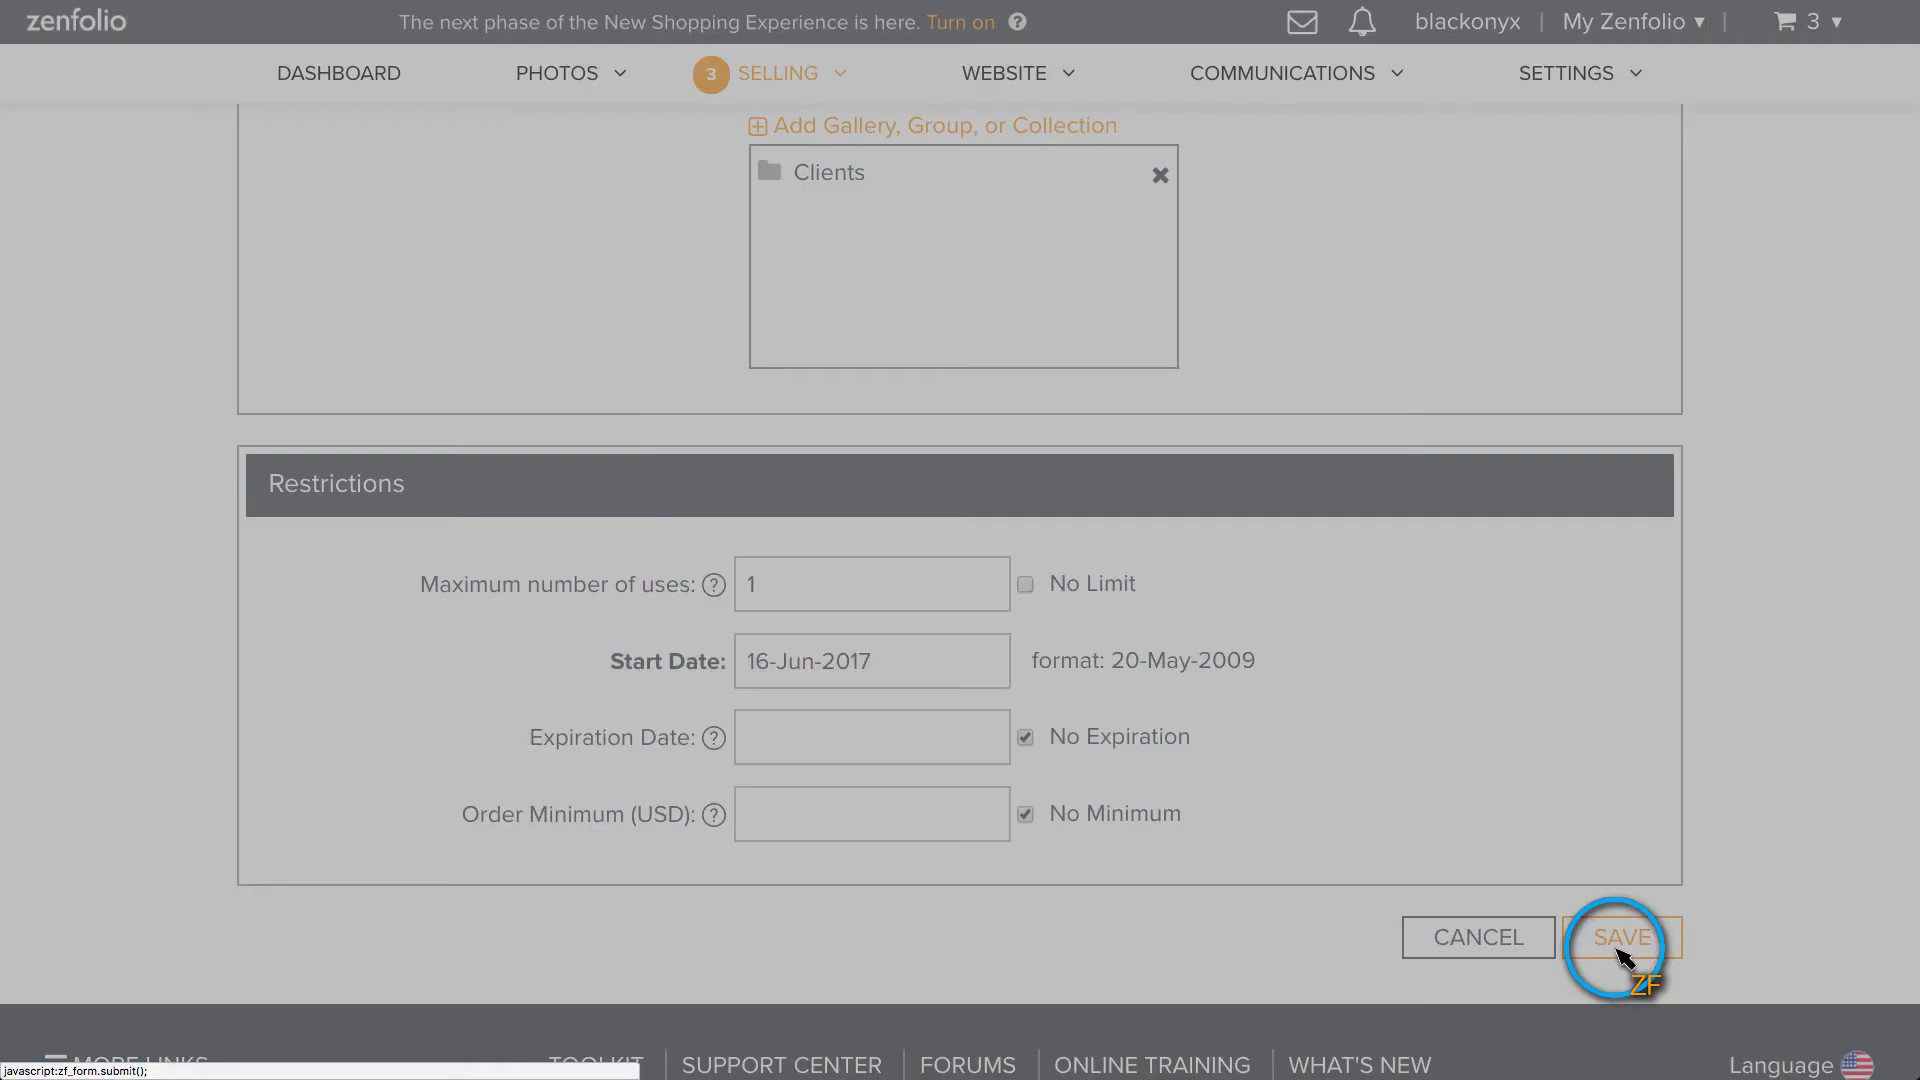 zenfolio
The next phase of the New Shopping Experience is here. Turn on ?
blackonyx | My Zenfolio ▾ | 3 ▾
DASHBOARD PHOTOS 3 SELLING WEBSITE COMMUNICATIONS SETTINGS
Add Gallery, Group, or Collection
Clients
Restrictions
Maximum number of uses: ? 1 No Limit
Start Date: 16-Jun-2017 format: 20-May-2009
Expiration Date: ? No Expiration
Order Minimum (USD): ? No Minimum
CANCEL SAVE
ZF
MORE LINKS TOOLKIT | SUPPORT CENTER | FORUMS | ONLINE TRAINING | WHAT'S NEW Language
javascript:zf_form.submit();